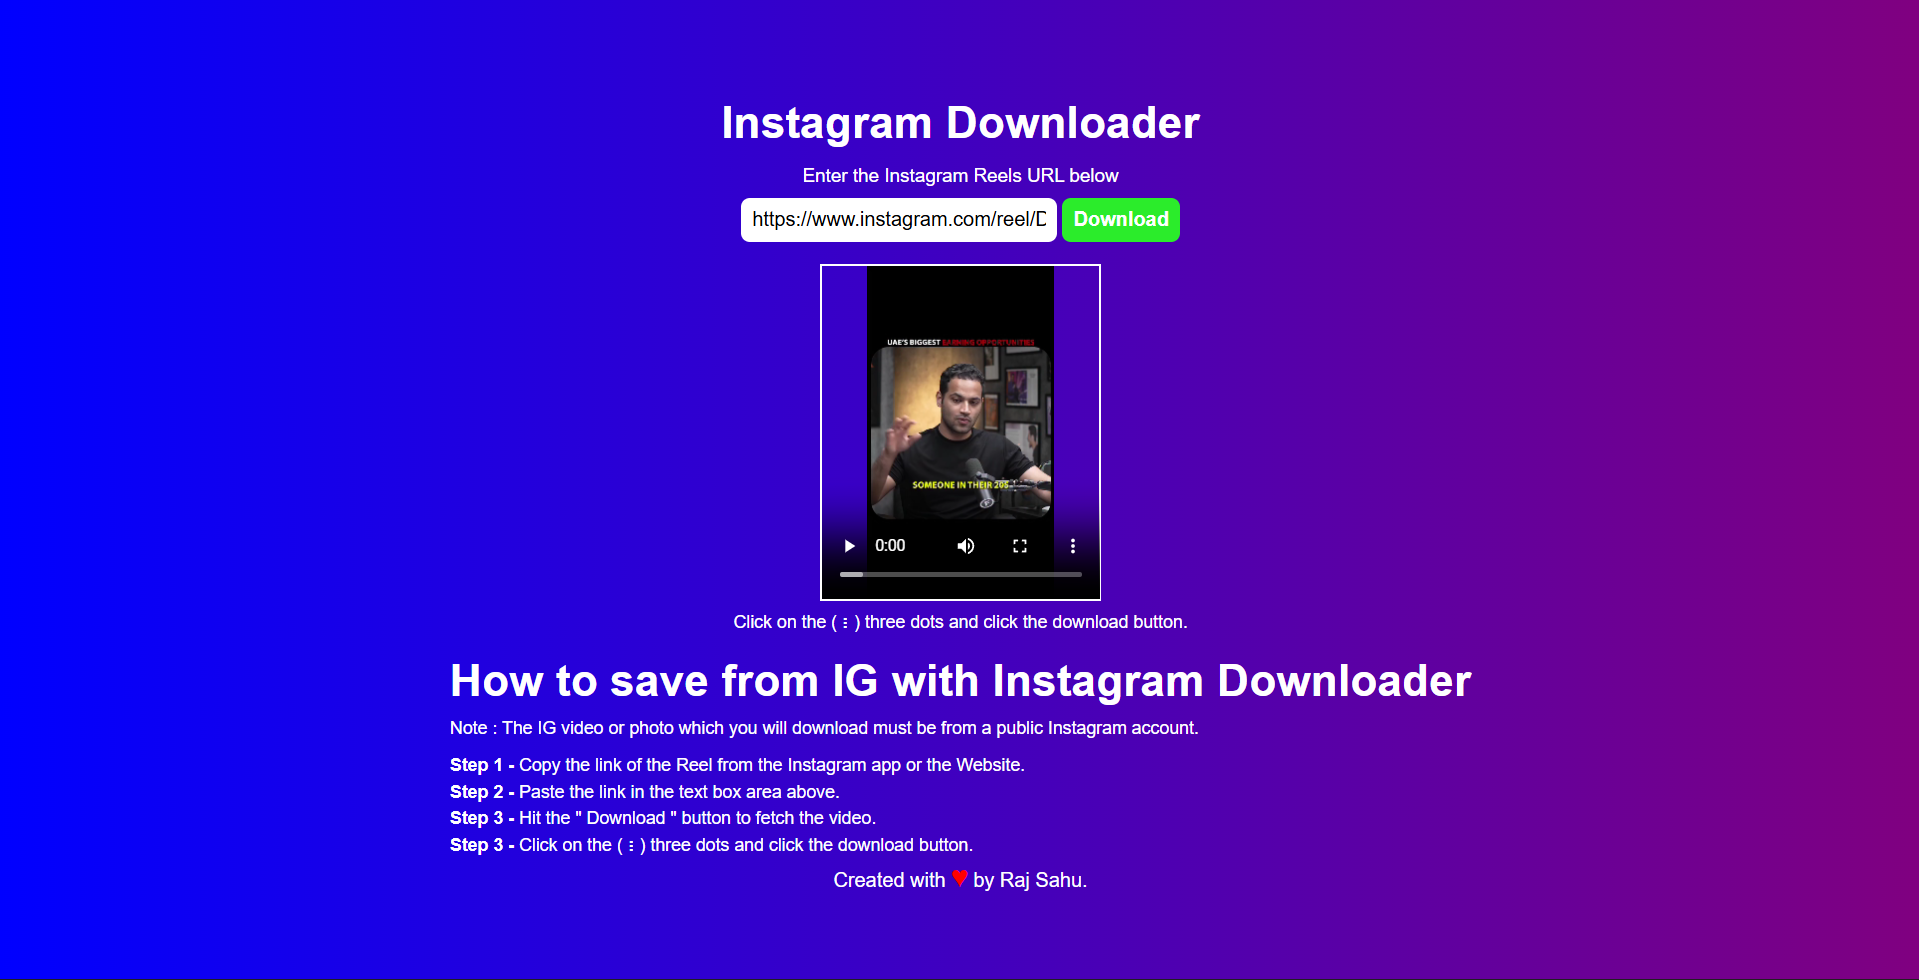 Instagram Downloader
Enter the Instagram Reels URL below
https://www.instagram.com/reel/D
Download
UAE'S BIGGEST EARNING OPPORTUNITIES
SOMEONE IN THEIR 20S
0:00
Click on the ( ⋮ ) three dots and click the download button.
How to save from IG with Instagram Downloader
Note : The IG video or photo which you will download must be from a public Instagram account.
Step 1 - Copy the link of the Reel from the Instagram app or the Website.
Step 2 - Paste the link in the text box area above.
Step 3 - Hit the " Download " button to fetch the video.
Step 3 - Click on the ( ⋮ ) three dots and click the download button.
Created with ♥ by Raj Sahu.